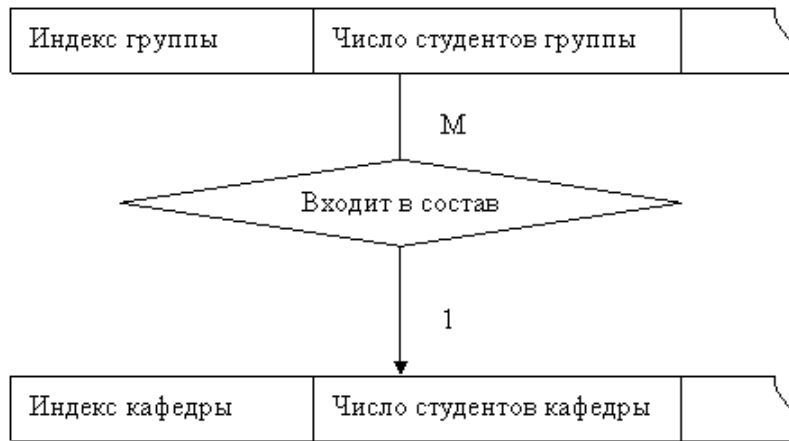 Индекс группы
Число студентов группы
М
Входит в состав
1
Индекс кафедры
Число студентов кафедры